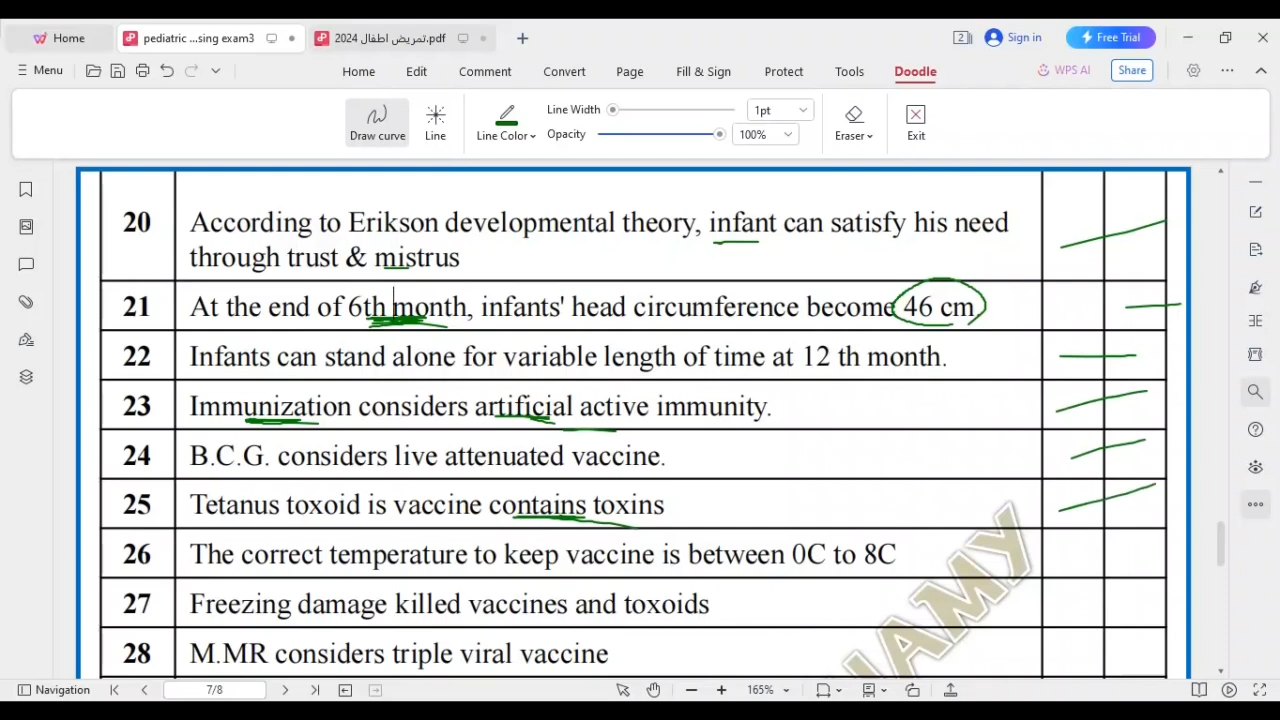 Home
pediatric ...sing exam3
تمريض اطفال 2024.pdf
2
Sign in
Free Trial
Menu
Home
Edit
Comment
Convert
Page
Fill & Sign
Protect
Tools
Doodle
WPS AI
Share
Draw curve
Line
Line Color
Line Width
1pt
Opacity
100%
Eraser
Exit
20 According to Erikson developmental theory, infant can satisfy his need
through trust & mistrus
21 At the end of 6th month, infants' head circumference become 46 cm
22 Infants can stand alone for variable length of time at 12 th month.
23 Immunization considers artificial active immunity.
24 B.C.G. considers live attenuated vaccine.
25 Tetanus toxoid is vaccine contains toxins
26 The correct temperature to keep vaccine is between 0C to 8C
27 Freezing damage killed vaccines and toxoids
28 M.MR considers triple viral vaccine
Navigation
7/8
165%